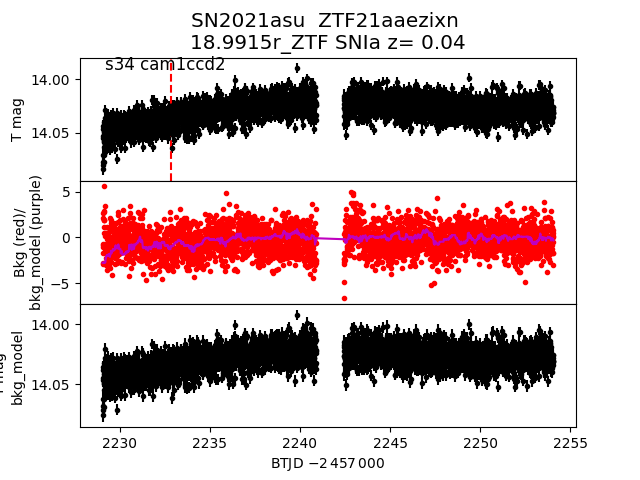 SN2021asu  ZTF21aaezixn
18.9915r_ZTF SNIa z= 0.04
s34 cam1ccd2
T mag
14.00
14.05
Bkg (red)/
bkg_model (purple)
5
0
−5
bkg_model
14.00
14.05
2230
2235
2240
2245
2250
2255
BTJD −2 457 000